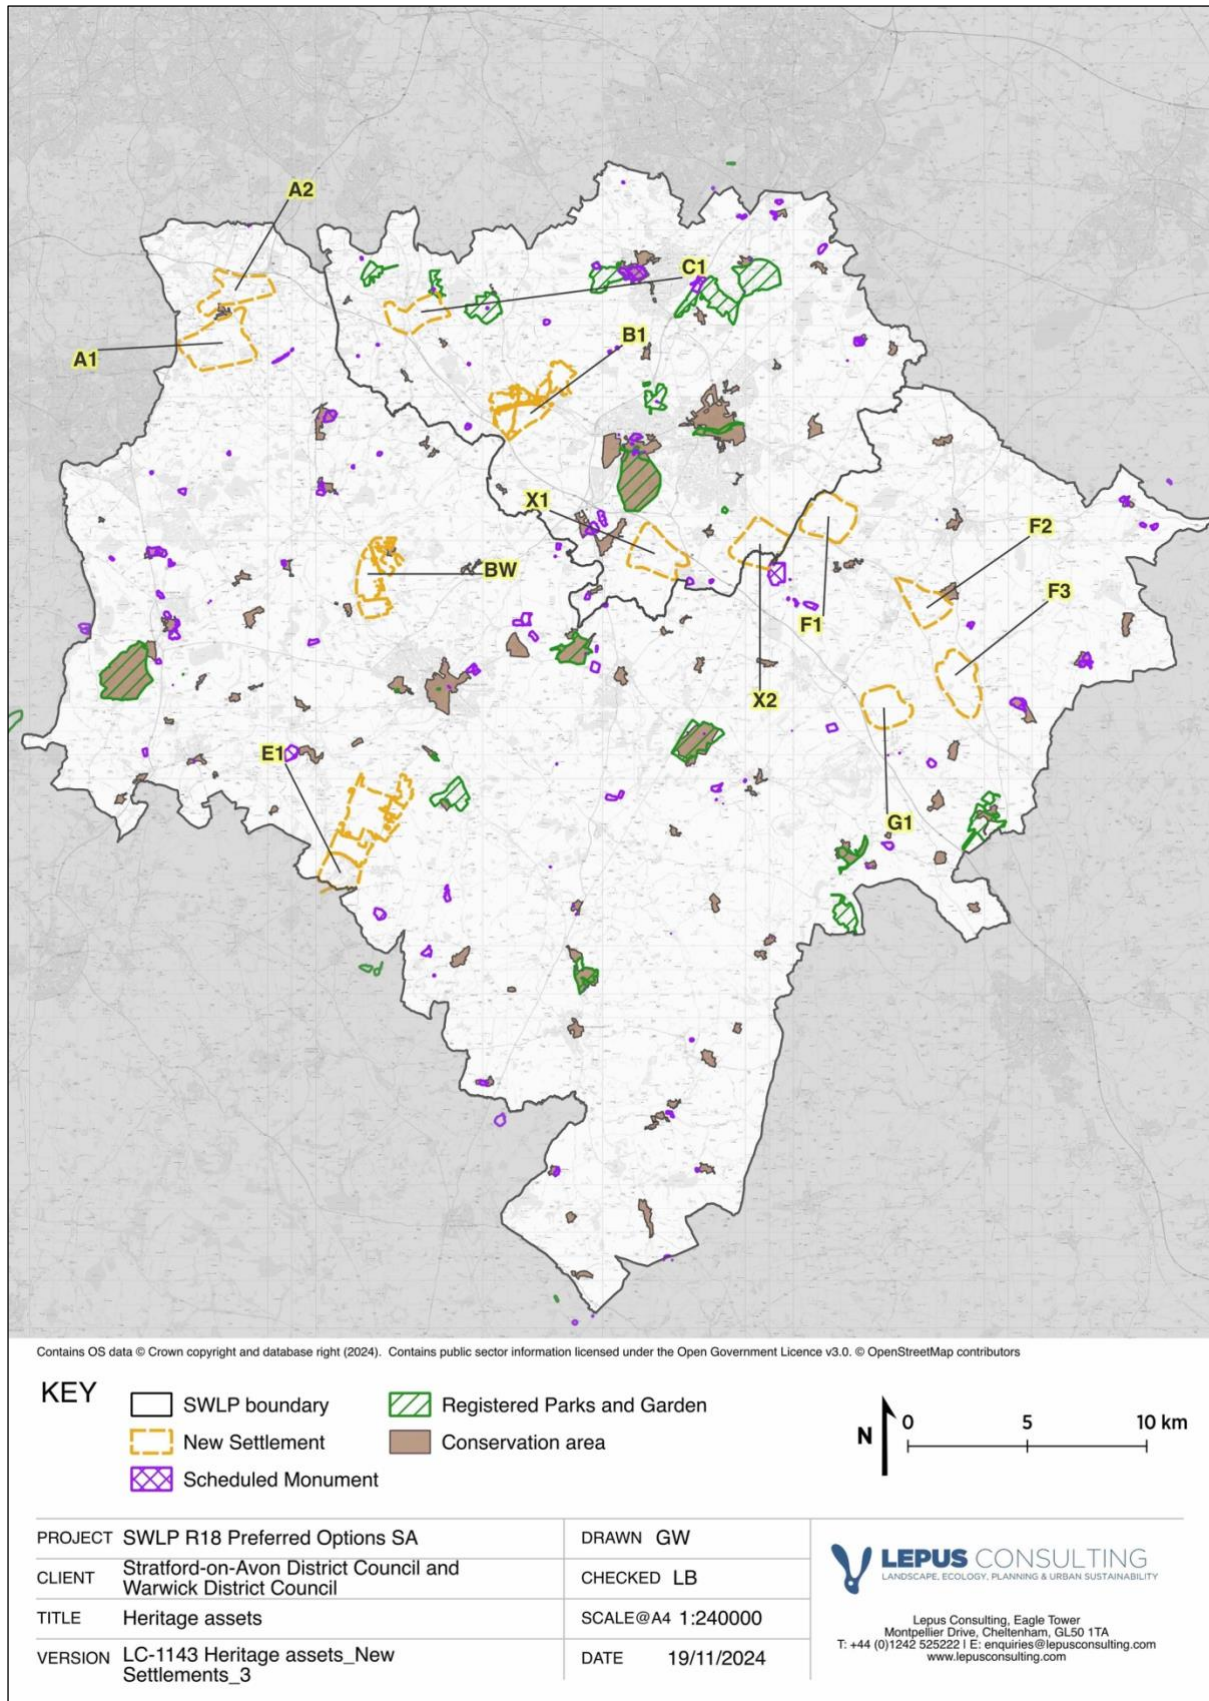 A2
C1
A1
B1
X1
F2
BW
F3
F1
X2
E1
G1
Contains OS data © Crown copyright and database right (2024). Contains public sector information licensed under the Open Government Licence v3.0. © OpenStreetMap contributors
KEY
SWLP boundary
Registered Parks and Garden
New Settlement
Conservation area
Scheduled Monument
N
0 5 10 km
PROJECT SWLP R18 Preferred Options SA
DRAWN GW
CLIENT Stratford-on-Avon District Council and
Warwick District Council
CHECKED LB
TITLE Heritage assets
SCALE@A4 1:240000
VERSION LC-1143 Heritage assets_New
Settlements_3
DATE 19/11/2024
LEPUS CONSULTING
LANDSCAPE, ECOLOGY, PLANNING & URBAN SUSTAINABILITY
Lepus Consulting, Eagle Tower
Montpellier Drive, Cheltenham, GL50 1TA
T: +44 (0)1242 525222 | E: enquiries@lepusconsulting.com
www.lepusconsulting.com